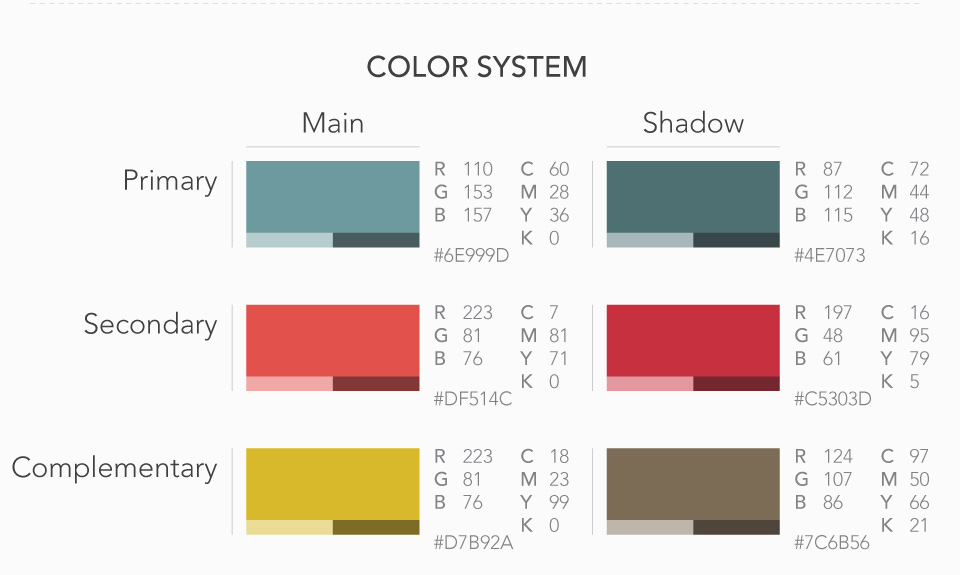 COLOR SYSTEM
Main Shadow
Primary
R 110 C 60
G 153 M 28
B 157 Y 36
K 0
#6E999D
R 87 C 72
G 112 M 44
B 115 Y 48
K 16
#4E7073
Secondary
R 223 C 7
G 81 M 81
B 76 Y 71
K 0
#DF514C
R 197 C 16
G 48 M 95
B 61 Y 79
K 5
#C5303D
Complementary
R 223 C 18
G 81 M 23
B 76 Y 99
K 0
#D7B92A
R 124 C 97
G 107 M 50
B 86 Y 66
K 21
#7C6B56